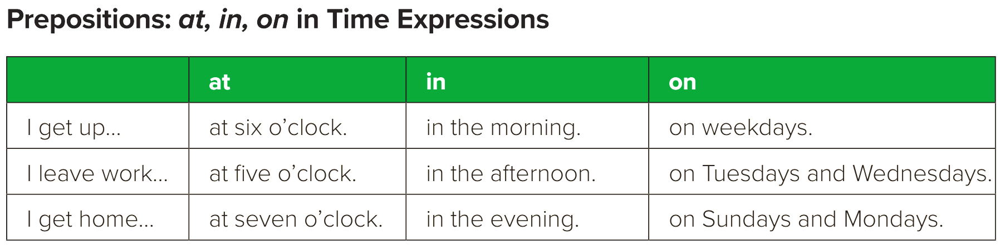 Prepositions: at, in, on in Time Expressions
at in on
I get up... at six o’clock. in the morning. on weekdays.
I leave work... at five o’clock. in the afternoon. on Tuesdays and Wednesdays.
I get home... at seven o’clock. in the evening. on Sundays and Mondays.